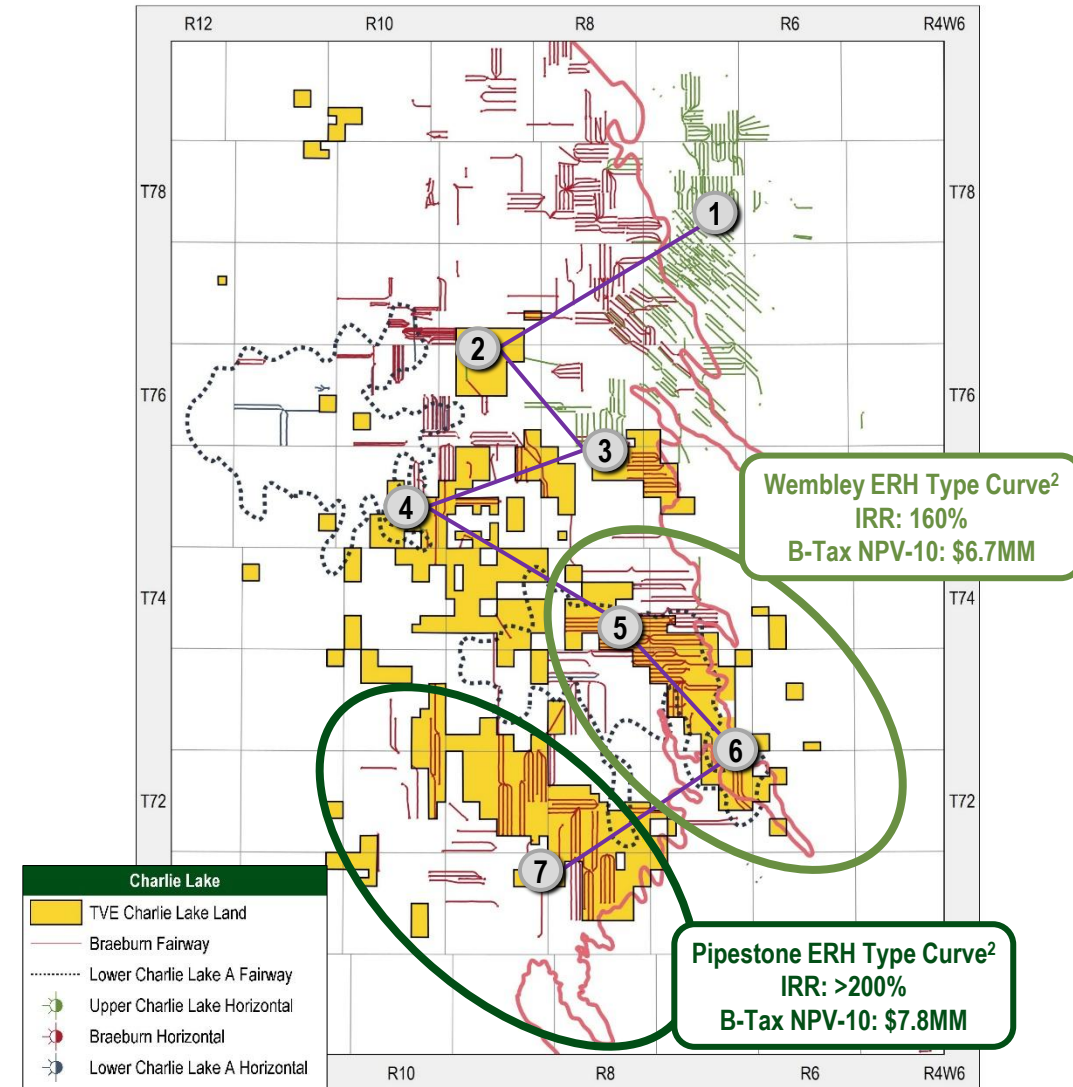 R12 R10 R8 R6 R4W6
T78 T78
1
2
T76 T76
3
Wembley ERH Type Curve²
IRR: 160%
B-Tax NPV-10: $6.7MM
4
T74 T74
5
6
T72 T72
7
Charlie Lake
TVE Charlie Lake Land
Braeburn Fairway
Lower Charlie Lake A Fairway
Upper Charlie Lake Horizontal
Braeburn Horizontal
Lower Charlie Lake A Horizontal
Pipestone ERH Type Curve²
IRR: >200%
B-Tax NPV-10: $7.8MM
R10 R8 R6 R4W6